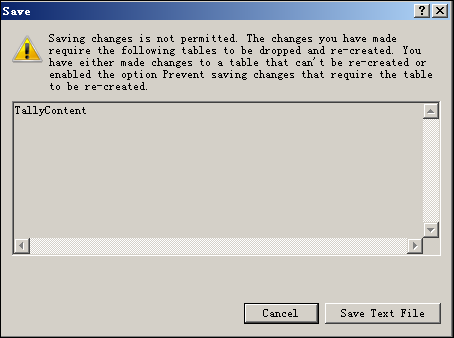 Save
Saving changes is not permitted. The changes you have made
require the following tables to be dropped and re-created. You
have either made changes to a table that can't be re-created or
enabled the option Prevent saving changes that require the table
to be re-created.
TallyContent
Cancel
Save Text File